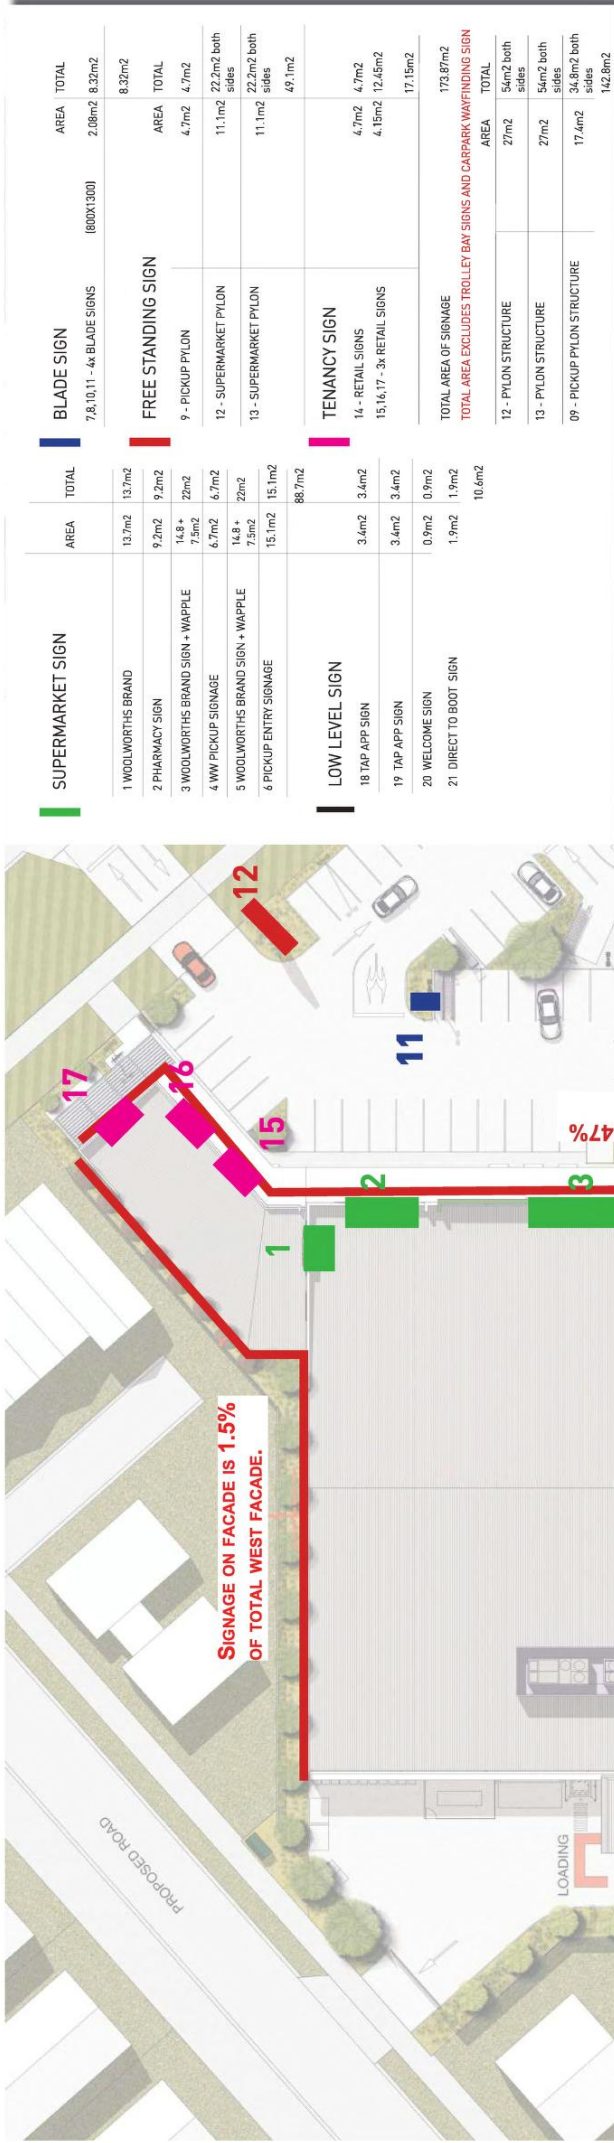 SUPERMARKET SIGN AREA TOTAL
1 WOOLWORTHS BRAND 13.7m2 13.7m2
2 PHARMACY SIGN 9.2m2 9.2m2
3 WOOLWORTHS BRAND SIGN + WAPPLE 14.8 + 22m2
7.5m2
4 WW PICKUP SIGNAGE 6.7m2 6.7m2
5 WOOLWORTHS BRAND SIGN + WAPPLE 14.8 + 22m2
7.5m2
6 PICKUP ENTRY SIGNAGE 15.1m2 15.1m2
88.7m2
LOW LEVEL SIGN
18 TAP APP SIGN 3.4m2 3.4m2
19 TAP APP SIGN 3.4m2 3.4m2
20 WELCOME SIGN 0.9m2 0.9m2
21 DIRECT TO BOOT SIGN 1.9m2 1.9m2
10.6m2
BLADE SIGN AREA TOTAL
7,8,10,11 - 4x BLADE SIGNS (800X1300) 2.08m2 8.32m2
8.32m2
FREE STANDING SIGN AREA TOTAL
9 - PICKUP PYLON 4.7m2 4.7m2
12 - SUPERMARKET PYLON 11.1m2 22.2m2 both
sides
13 - SUPERMARKET PYLON 11.1m2 22.2m2 both
sides
49.1m2
TENANCY SIGN
14 - RETAIL SIGNS 4.7m2 4.7m2
15,16,17 - 3x RETAIL SIGNS 4.15m2 12.45m2
17.15m2
TOTAL AREA OF SIGNAGE 173.87m2
TOTAL AREA EXCLUDES TROLLEY BAY SIGNS AND CARPARK WAYFINDING SIGN
AREA TOTAL
12 - PYLON STRUCTURE 27m2 54m2 both
sides
13 - PYLON STRUCTURE 27m2 54m2 both
sides
09 - PICKUP PYLON STRUCTURE 17.4m2 34.8m2 both
sides
142.8m2
17
16
15
12
11
1
2
3
47%
SIGNAGE ON FACADE IS 1.5%
OF TOTAL WEST FACADE.
PROPOSED ROAD
LOADING